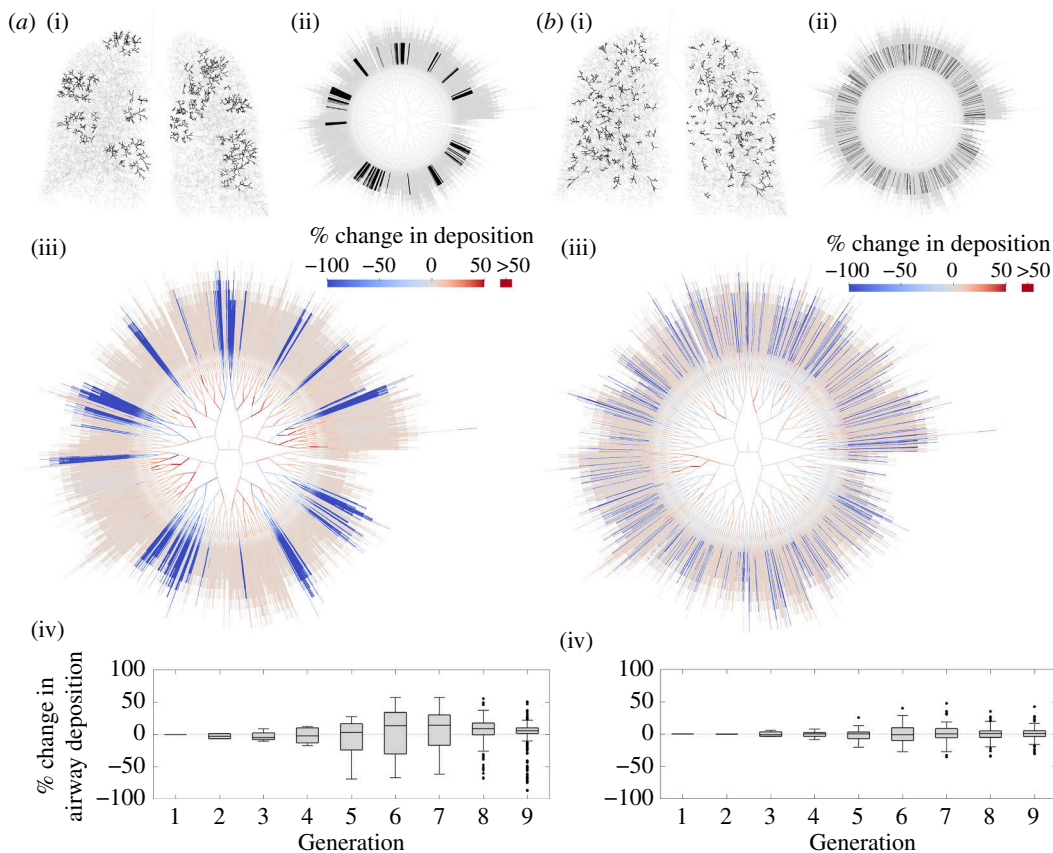 (a) (i) (ii) (b) (i) (ii)
(iii) % change in deposition
−100 −50 0 50 >50
(iii) % change in deposition
−100 −50 0 50 >50
(iv)
% change in airway deposition
100
50
0
−50
−100
1 2 3 4 5 6 7 8 9
Generation
(iv)
100
50
0
−50
−100
1 2 3 4 5 6 7 8 9
Generation